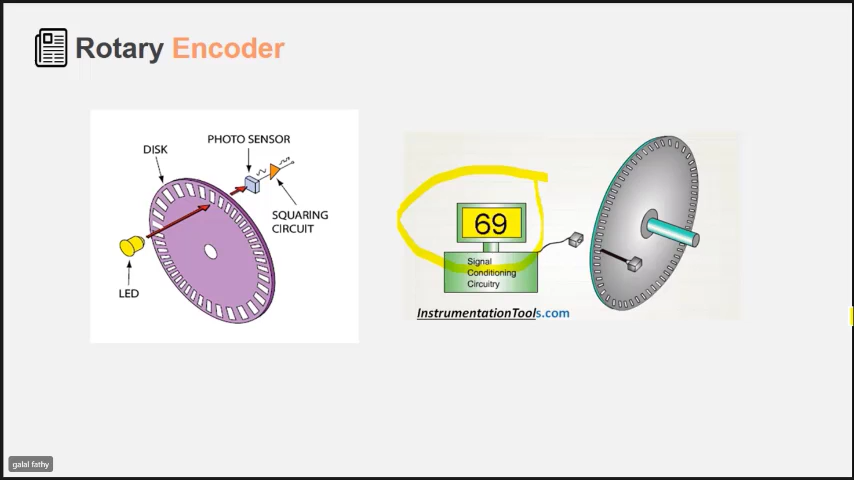 Rotary Encoder
PHOTO SENSOR
DISK
SQUARING
CIRCUIT
LED
69
Signal
Conditioning
Circuitry
InstrumentationTools.com
galal fathy